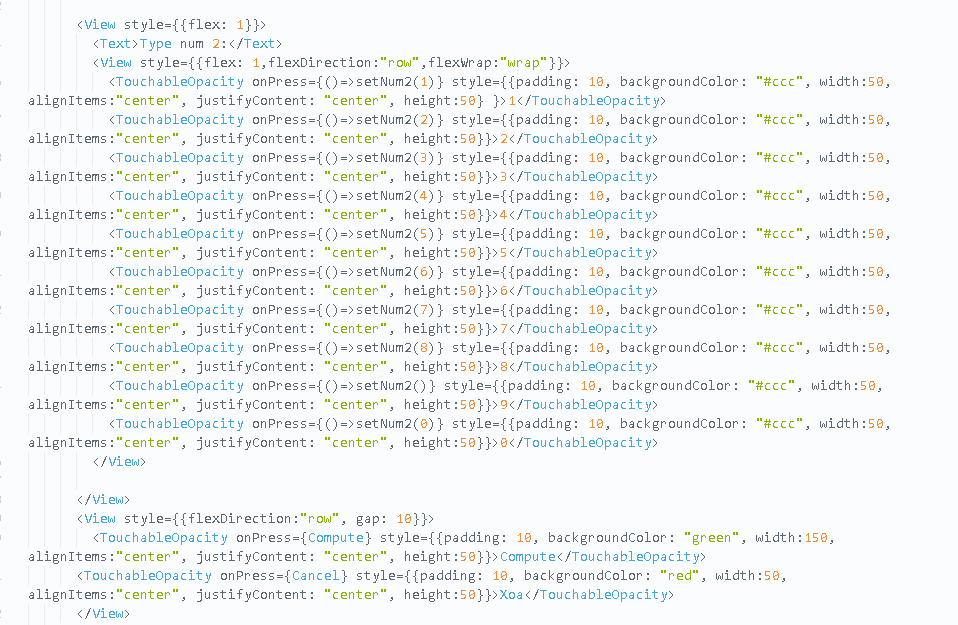 <View style={{flex: 1}}>
<Text>Type num 2:</Text>
<View style={{flex: 1,flexDirection:"row",flexWrap:"wrap"}}>
<TouchableOpacity onPress={()=>setNum2(1)} style={{padding: 10, backgroundColor: "#ccc", width:50,
alignItems:"center", justifyContent: "center", height:50} }>1</TouchableOpacity>
<TouchableOpacity onPress={()=>setNum2(2)} style={{padding: 10, backgroundColor: "#ccc", width:50,
alignItems:"center", justifyContent: "center", height:50}}>2</TouchableOpacity>
<TouchableOpacity onPress={()=>setNum2(3)} style={{padding: 10, backgroundColor: "#ccc", width:50,
alignItems:"center", justifyContent: "center", height:50}}>3</TouchableOpacity>
<TouchableOpacity onPress={()=>setNum2(4)} style={{padding: 10, backgroundColor: "#ccc", width:50,
alignItems:"center", justifyContent: "center", height:50}}>4</TouchableOpacity>
<TouchableOpacity onPress={()=>setNum2(5)} style={{padding: 10, backgroundColor: "#ccc", width:50,
alignItems:"center", justifyContent: "center", height:50}}>5</TouchableOpacity>
<TouchableOpacity onPress={()=>setNum2(6)} style={{padding: 10, backgroundColor: "#ccc", width:50,
alignItems:"center", justifyContent: "center", height:50}}>6</TouchableOpacity>
<TouchableOpacity onPress={()=>setNum2(7)} style={{padding: 10, backgroundColor: "#ccc", width:50,
alignItems:"center", justifyContent: "center", height:50}}>7</TouchableOpacity>
<TouchableOpacity onPress={()=>setNum2(8)} style={{padding: 10, backgroundColor: "#ccc", width:50,
alignItems:"center", justifyContent: "center", height:50}}>8</TouchableOpacity>
<TouchableOpacity onPress={()=>setNum2()} style={{padding: 10, backgroundColor: "#ccc", width:50,
alignItems:"center", justifyContent: "center", height:50}}>9</TouchableOpacity>
<TouchableOpacity onPress={()=>setNum2(0)} style={{padding: 10, backgroundColor: "#ccc", width:50,
alignItems:"center", justifyContent: "center", height:50}}>0</TouchableOpacity>
</View>
</View>
<View style={{flexDirection:"row", gap: 10}}>
<TouchableOpacity onPress={Compute} style={{padding: 10, backgroundColor: "green", width:150,
alignItems:"center", justifyContent: "center", height:50}}>Compute</TouchableOpacity>
<TouchableOpacity onPress={Cancel} style={{padding: 10, backgroundColor: "red", width:50,
alignItems:"center", justifyContent: "center", height:50}}>Xoa</TouchableOpacity>
</View>